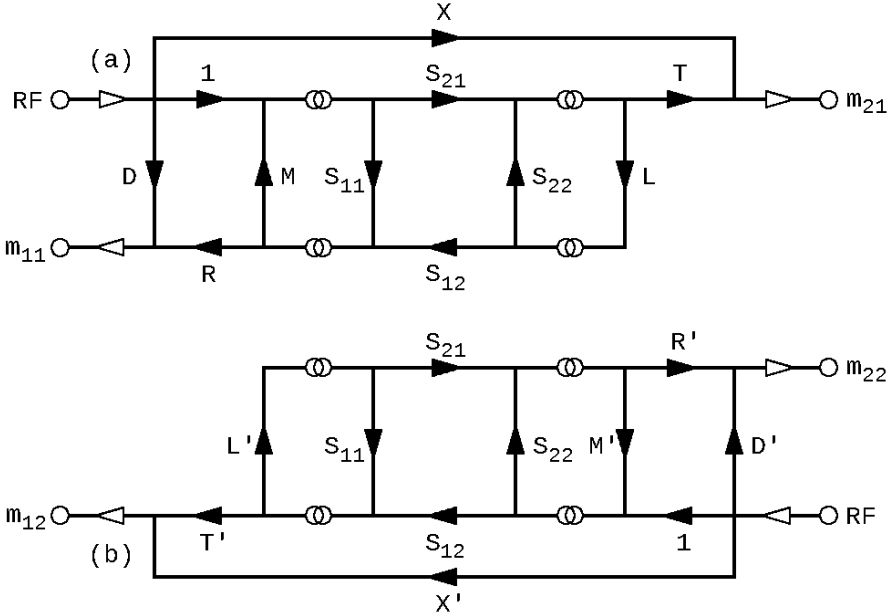 X
(a)
1 S21 T
RF m21
D M S11 S22 L
m11
R S12
S21 R'
m22
L' S11 S22 M' D'
m12 RF
(b) T' S12 1
X'